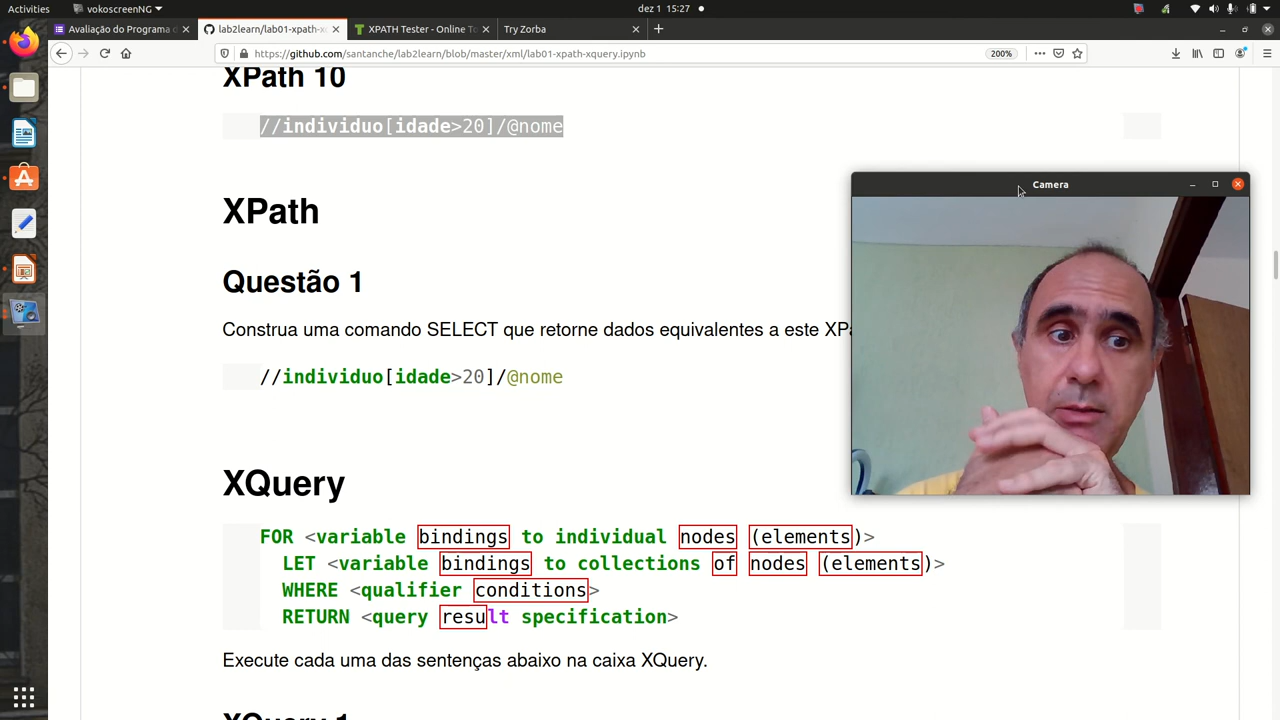 Activities vokoscreenNG dez 1 15:27
Avaliação do Programa d lab2learn/lab01-xpath-x XPATH Tester - Online To Try Zorba
https://github.com/santanche/lab2learn/blob/master/xml/lab01-xpath-xquery.ipynb 200%
XPath 10
//individuo[idade>20]/@nome
Camera
XPath
Questão 1
Construa uma comando SELECT que retorne dados equivalentes a este XPa
//individuo[idade>20]/@nome
XQuery
FOR <variable bindings to individual nodes (elements)>
LET <variable bindings to collections of nodes (elements)>
WHERE <qualifier conditions>
RETURN <query result specification>
Execute cada uma das sentenças abaixo na caixa XQuery.
XQuery 1